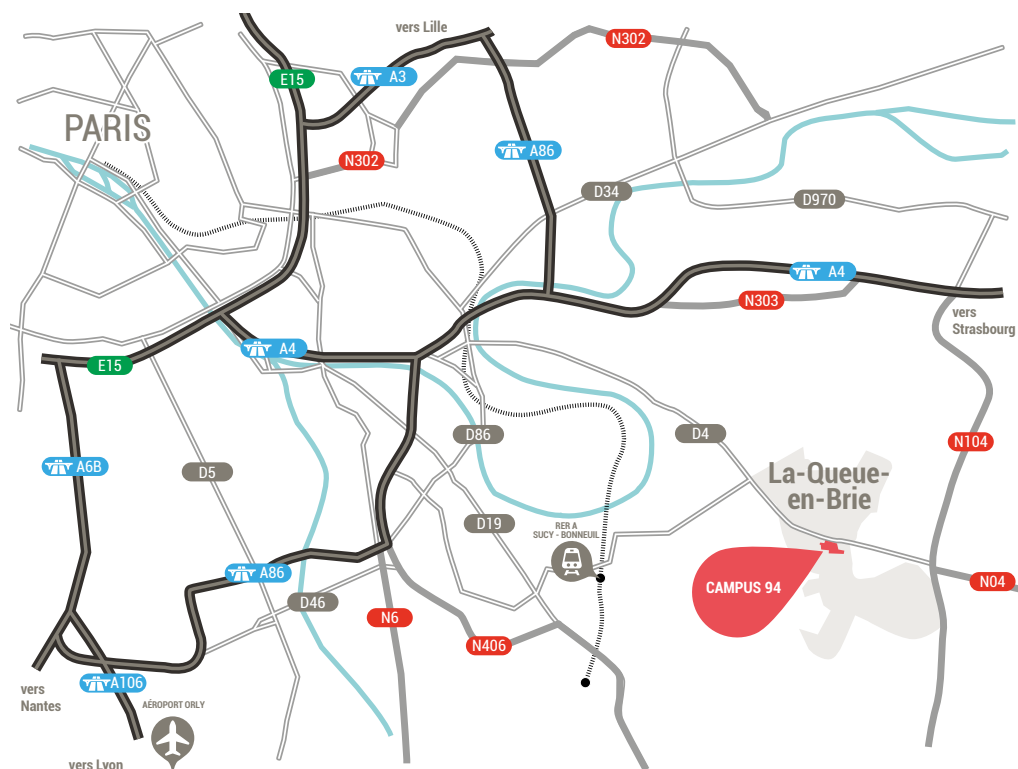 vers Lille
N302
E15
A3
PARIS
A86
N302
D34
D970
A4
N303
vers
Strasbourg
A4
E15
D86
D4
N104
A6B
D5
La-Queue-
en-Brie
D19
RER A
SUCY - BONNEUIL
A86
CAMPUS 94
N04
D46
N6
N406
A106
vers
Nantes
AÉROPORT ORLY
vers Lyon